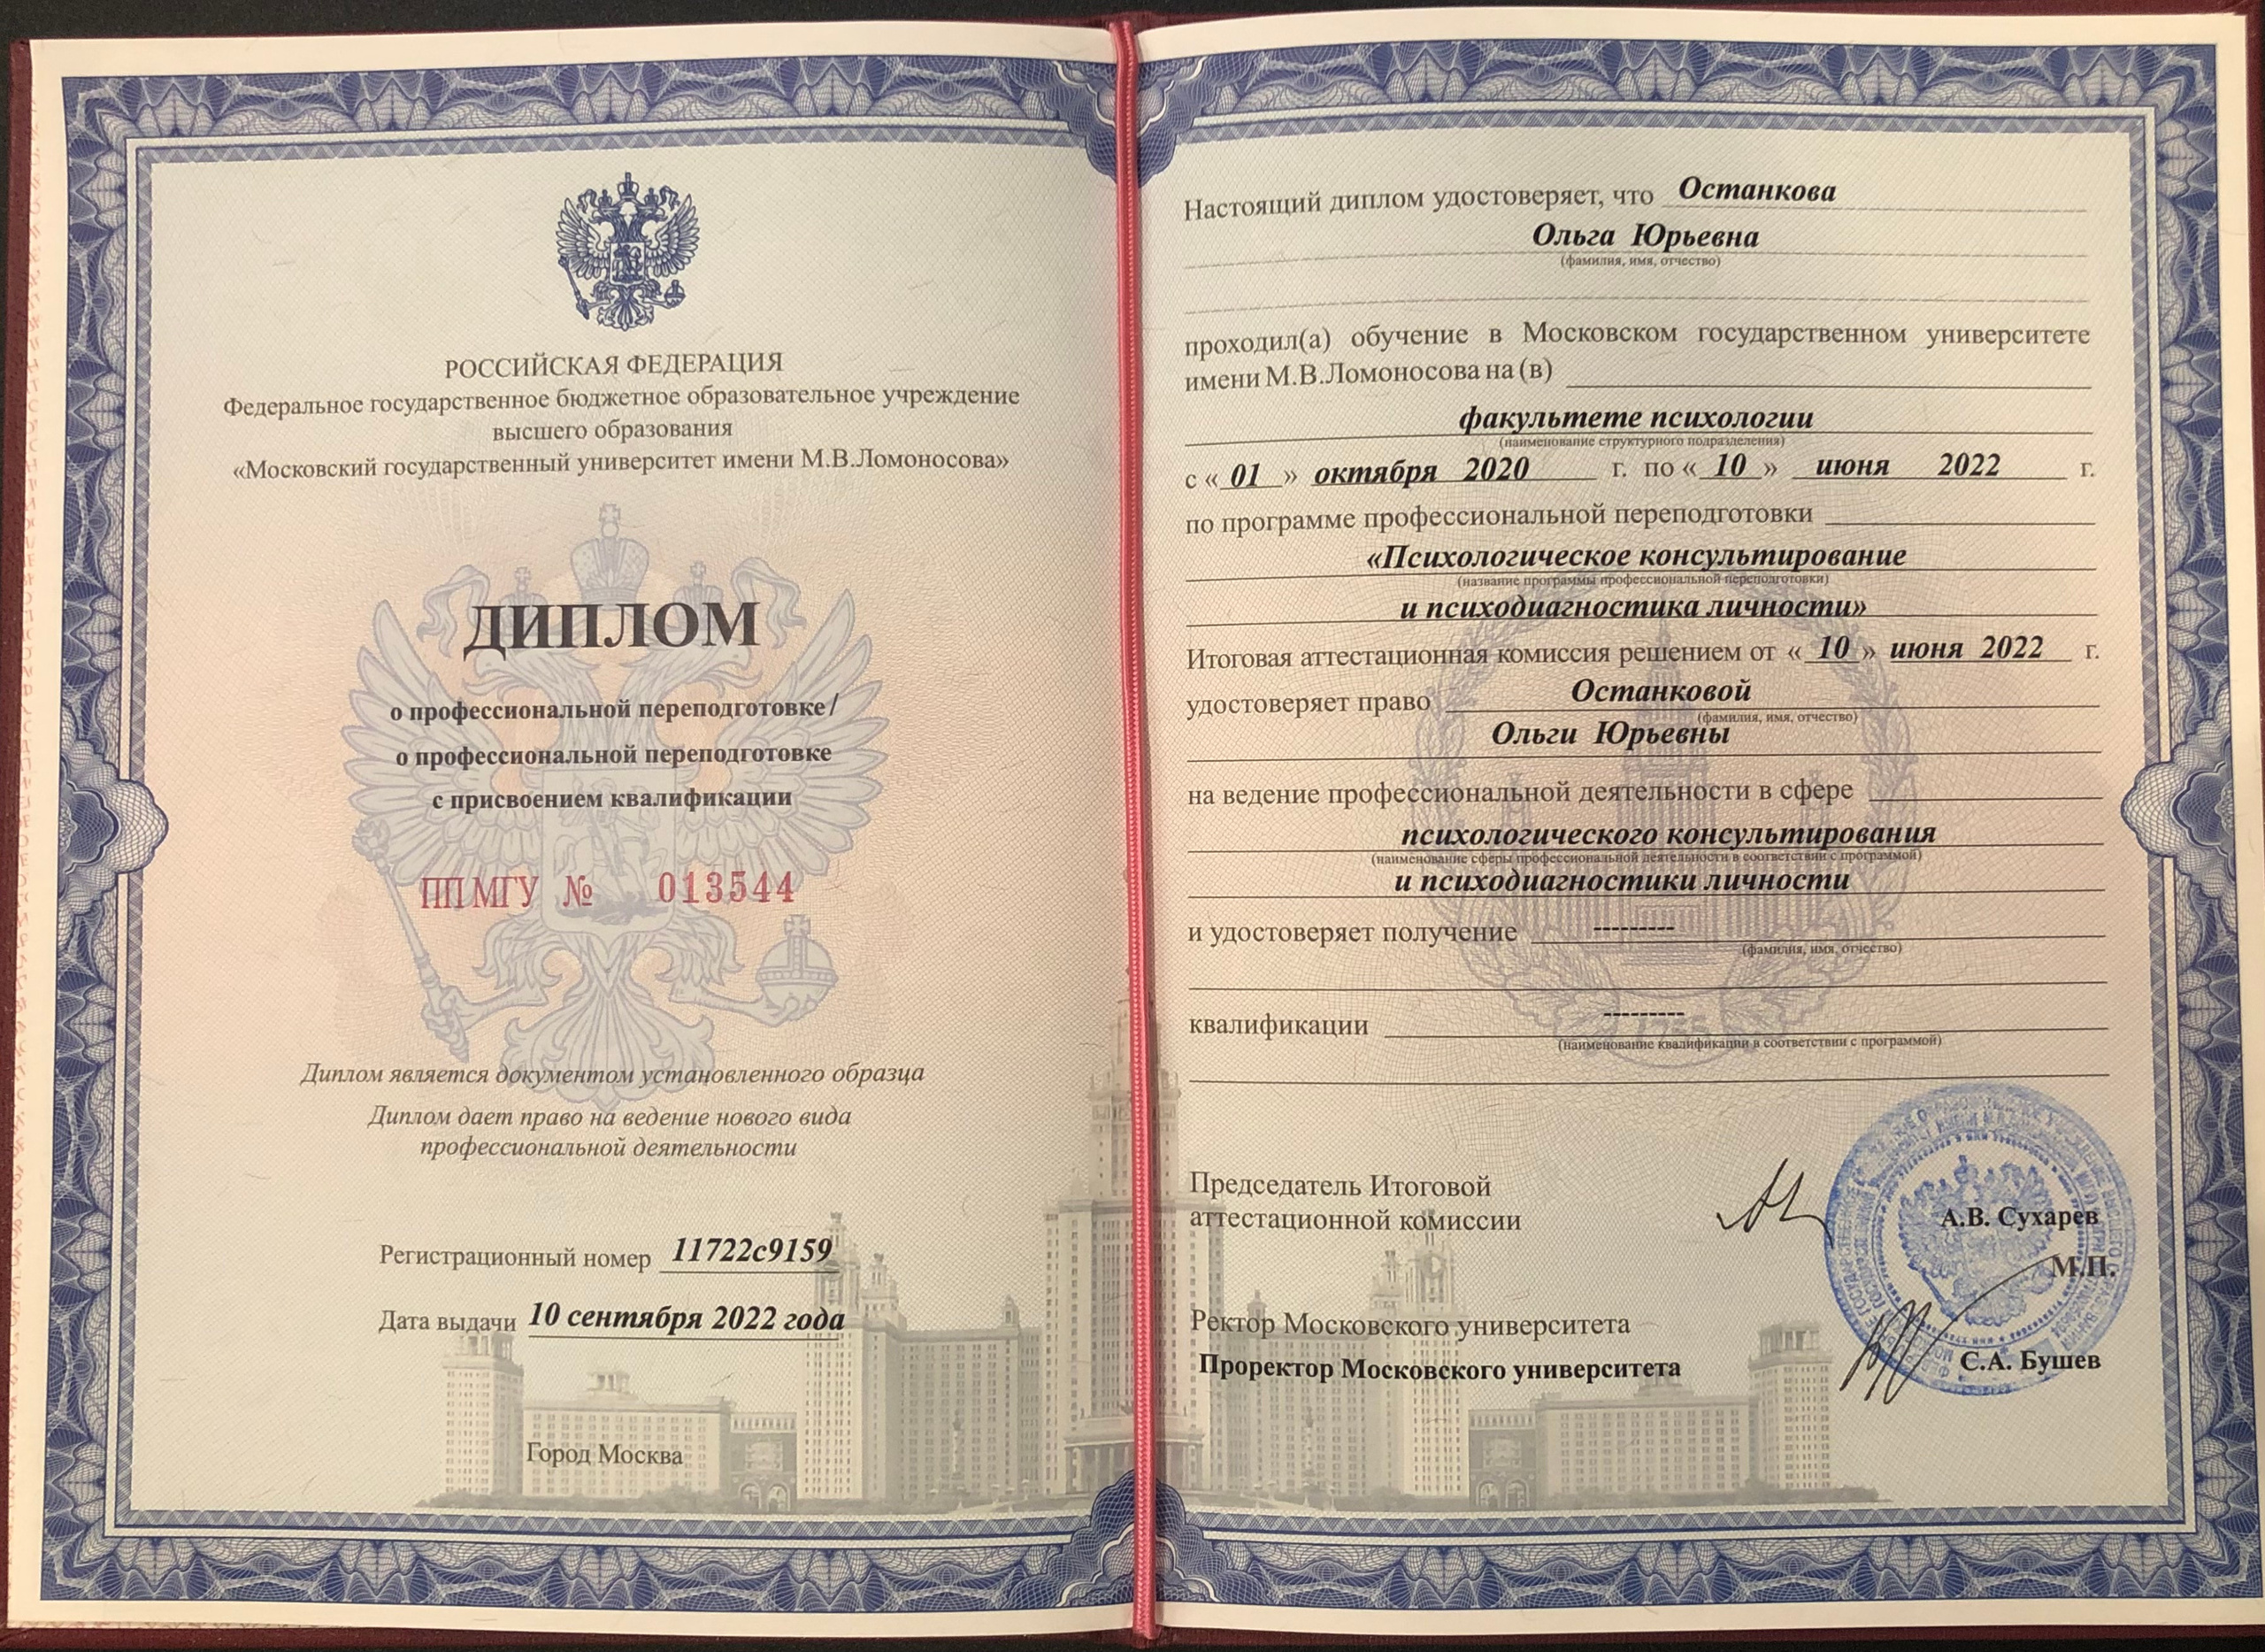 РОССИЙСКАЯ ФЕДЕРАЦИЯ
Федеральное государственное бюджетное образовательное учреждение
высшего образования
«Московский государственный университет имени М.В.Ломоносова»
ДИПЛОМ
о профессиональной переподготовке/
о профессиональной переподготовке
с присвоением квалификации
ПП МГУ № 013544
Диплом является документом установленного образца
Диплом дает право на ведение нового вида
профессиональной деятельности
Регистрационный номер 11722с9159
Дата выдачи 10 сентября 2022 года
Город Москва
Настоящий диплом удостоверяет, что Останкова
Ольга Юрьевна
(фамилия, имя, отчество)
проходил(а) обучение в Московском государственном университете
имени М.В.Ломоносова на (в)
факультете психологии
(наименование структурного подразделения)
с « 01 » октября 2020 г. по « 10 » июня 2022 г.
по программе профессиональной переподготовки
«Психологическое консультирование
(название программы профессиональной переподготовки)
и психодиагностика личности»
Итоговая аттестационная комиссия решением от « 10 » июня 2022 г.
удостоверяет право Останковой
(фамилия, имя, отчество)
Ольги Юрьевны
на ведение профессиональной деятельности в сфере
психологического консультирования
(наименование сферы профессиональной деятельности в соответствии с программой)
и психодиагностики личности
и удостоверяет получение ---------
(фамилия, имя, отчество)
квалификации ---------
(наименование квалификации в соответствии с программой)
1755
Председатель Итоговой
аттестационной комиссии А.В. Сухарев
М.П.
Ректор Московского университета
Проректор Московского университета С.А. Бушев